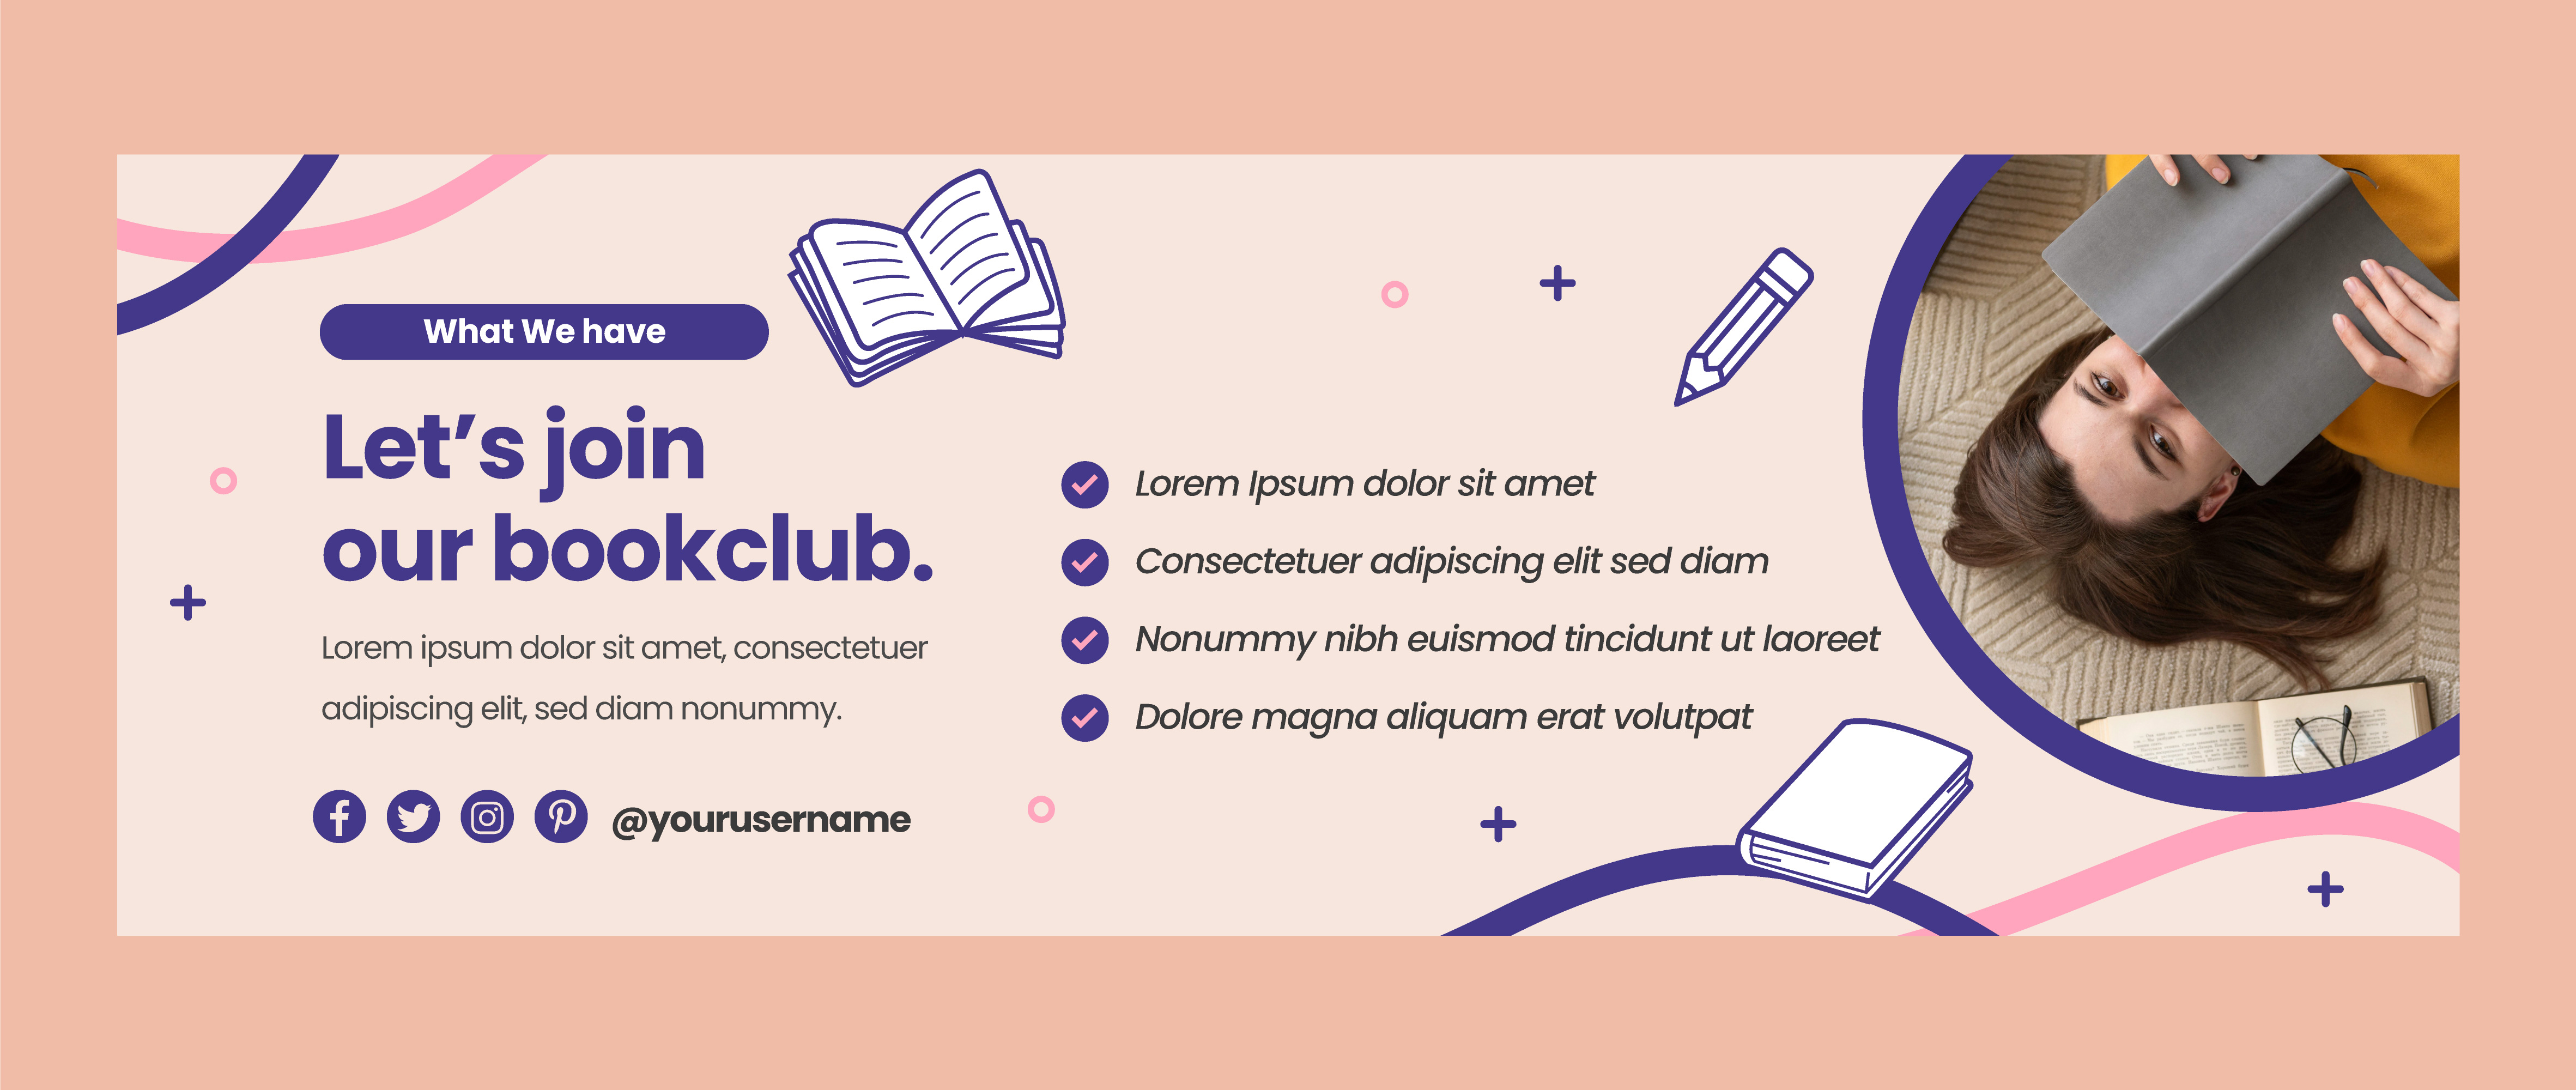 What We have
Let’s join
our bookclub.
Lorem ipsum dolor sit amet, consectetuer
adipiscing elit, sed diam nonummy.
@yourusername
Lorem Ipsum dolor sit amet
Consectetuer adipiscing elit sed diam
Nonummy nibh euismod tincidunt ut laoreet
Dolore magna aliquam erat volutpat